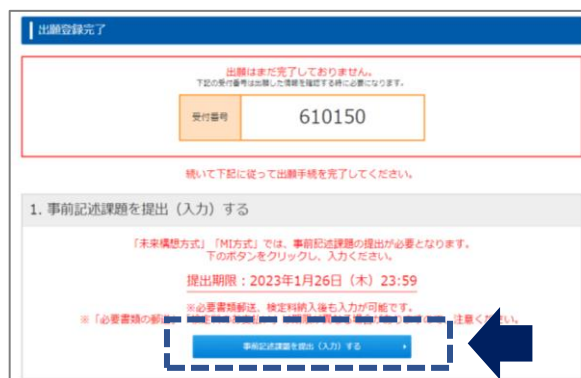 出願登録完了
出願はまだ完了しておりません。
下記の受付番号は出願した情報を確認する時に必要になります。
受付番号 610150
続いて下記に従って出願手続を完了してください。
1. 事前記述課題を提出（入力）する
「未来構想方式」「MI方式」では、事前記述課題の提出が必要となります。
下のボタンをクリックし、入力ください。
提出期限：2023年1月26日（木）23:59
※必要書類郵送、検定料納入後も入力が可能です。
※「必要書類の郵送」 注意ください。
事前記述課題を提出（入力）する